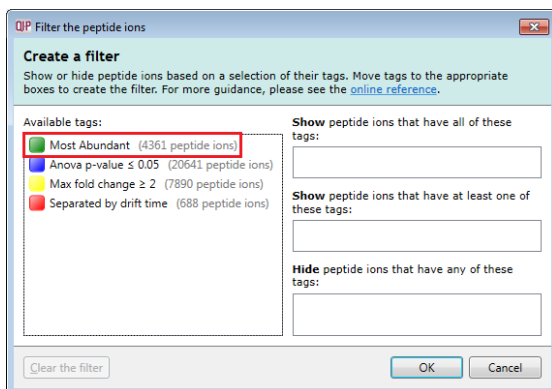 QIP Filter the peptide ions
Create a filter
Show or hide peptide ions based on a selection of their tags. Move tags to the appropriate
boxes to create the filter. For more guidance, please see the online reference.
Available tags:
Most Abundant (4361 peptide ions)
Anova p-value ≤ 0.05 (20641 peptide ions)
Max fold change ≥ 2 (7890 peptide ions)
Separated by drift time (688 peptide ions)
Show peptide ions that have all of these
tags:
Show peptide ions that have at least one of
these tags:
Hide peptide ions that have any of these
tags:
Clear the filter
OK
Cancel